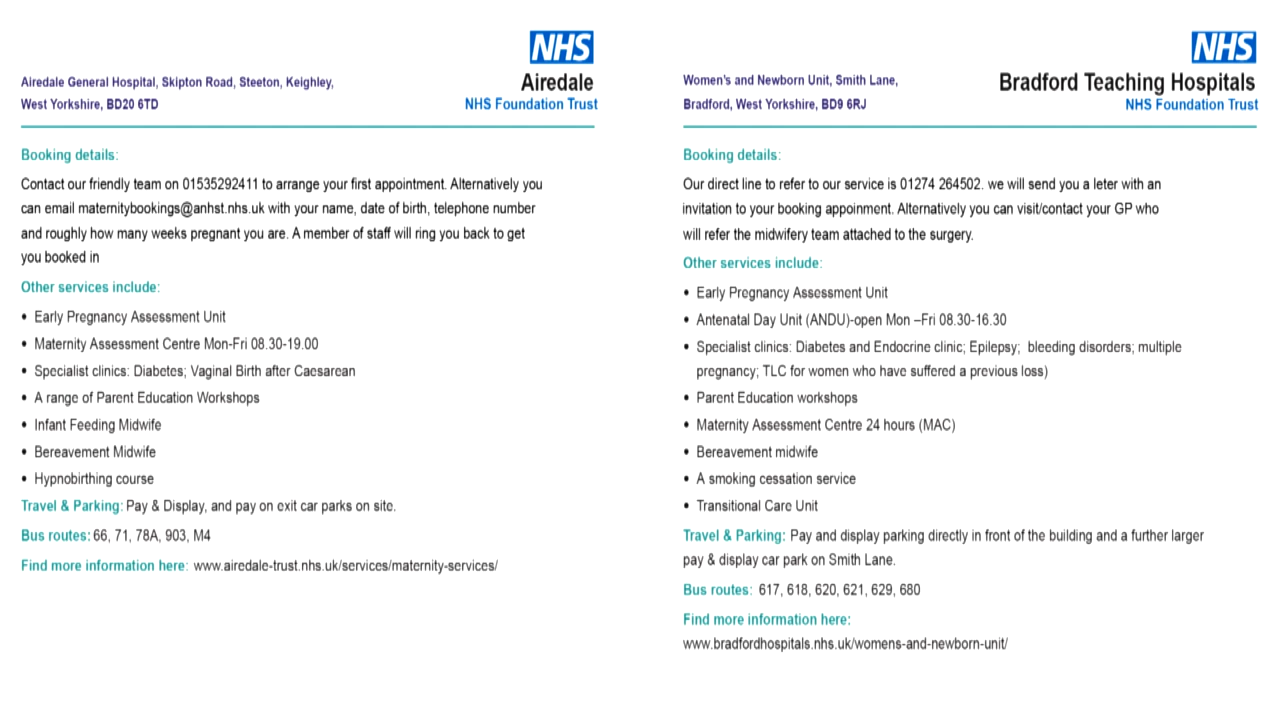 NHS
Airedale
NHS Foundation Trust
Airedale General Hospital, Skipton Road, Steeton, Keighley,
West Yorkshire, BD20 6TD
Booking details:
Contact our friendly team on 01535292411 to arrange your first appointment. Alternatively you
can email maternitybookings@anhst.nhs.uk with your name, date of birth, telephone number
and roughly how many weeks pregnant you are. A member of staff will ring you back to get
you booked in
Other services include:
• Early Pregnancy Assessment Unit
• Maternity Assessment Centre Mon-Fri 08.30-19.00
• Specialist clinics: Diabetes; Vaginal Birth after Caesarean
• A range of Parent Education Workshops
• Infant Feeding Midwife
• Bereavement Midwife
• Hypnobirthing course
Travel & Parking: Pay & Display, and pay on exit car parks on site.
Bus routes: 66, 71, 78A, 903, M4
Find more information here: www.airedale-trust.nhs.uk/services/maternity-services/
NHS
Bradford Teaching Hospitals
NHS Foundation Trust
Women's and Newborn Unit, Smith Lane,
Bradford, West Yorkshire, BD9 6RJ
Booking details:
Our direct line to refer to our service is 01274 264502. we will send you a leter with an
invitation to your booking appoinment. Alternatively you can visit/contact your GP who
will refer the midwifery team attached to the surgery.
Other services include:
• Early Pregnancy Assessment Unit
• Antenatal Day Unit (ANDU)-open Mon –Fri 08.30-16.30
• Specialist clinics: Diabetes and Endocrine clinic; Epilepsy; bleeding disorders; multiple
pregnancy; TLC for women who have suffered a previous loss)
• Parent Education workshops
• Maternity Assessment Centre 24 hours (MAC)
• Bereavement midwife
• A smoking cessation service
• Transitional Care Unit
Travel & Parking: Pay and display parking directly in front of the building and a further larger
pay & display car park on Smith Lane.
Bus routes: 617, 618, 620, 621, 629, 680
Find more information here:
www.bradfordhospitals.nhs.uk/womens-and-newborn-unit/